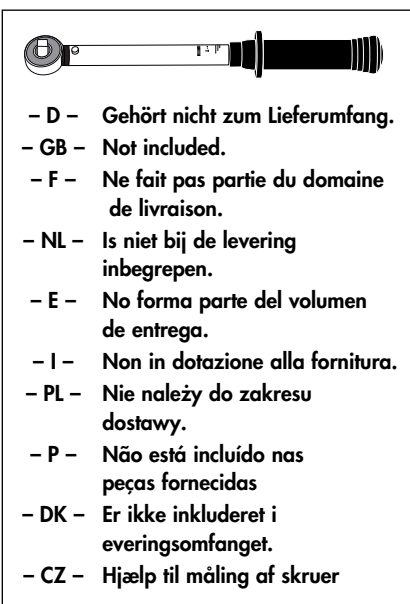 – D – Gehört nicht zum Lieferumfang.
– GB – Not included.
– F – Ne fait pas partie du domaine
de livraison.
– NL – Is niet bij de levering
inbegrepen.
– E – No forma parte del volumen
de entrega.
– I – Non in dotazione alla fornitura.
– PL – Nie należy do zakresu
dostawy.
– P – Não está incluído nas
peças fornecidas
– DK – Er ikke inkluderet i
everingsomfanget.
– CZ – Hjælp til måling af skruer